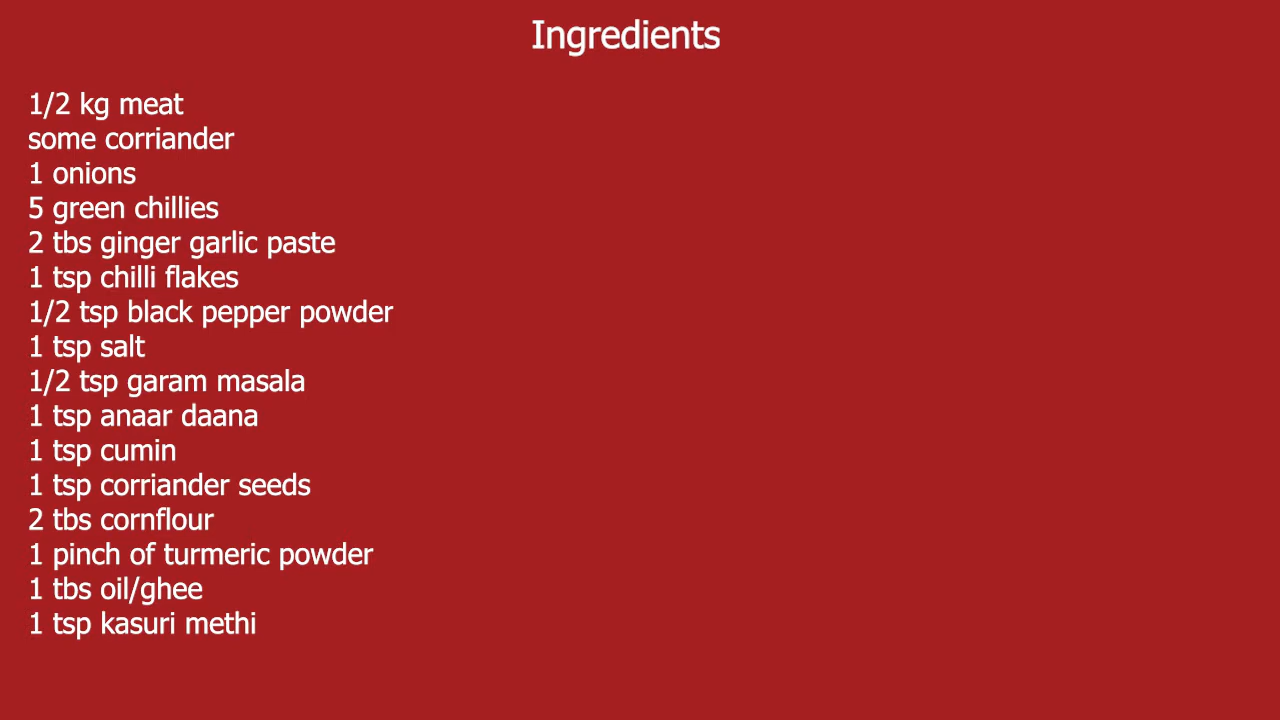 Ingredients
1/2 kg meat
some corriander
1 onions
5 green chillies
2 tbs ginger garlic paste
1 tsp chilli flakes
1/2 tsp black pepper powder
1 tsp salt
1/2 tsp garam masala
1 tsp anaar daana
1 tsp cumin
1 tsp corriander seeds
2 tbs cornflour
1 pinch of turmeric powder
1 tbs oil/ghee
1 tsp kasuri methi